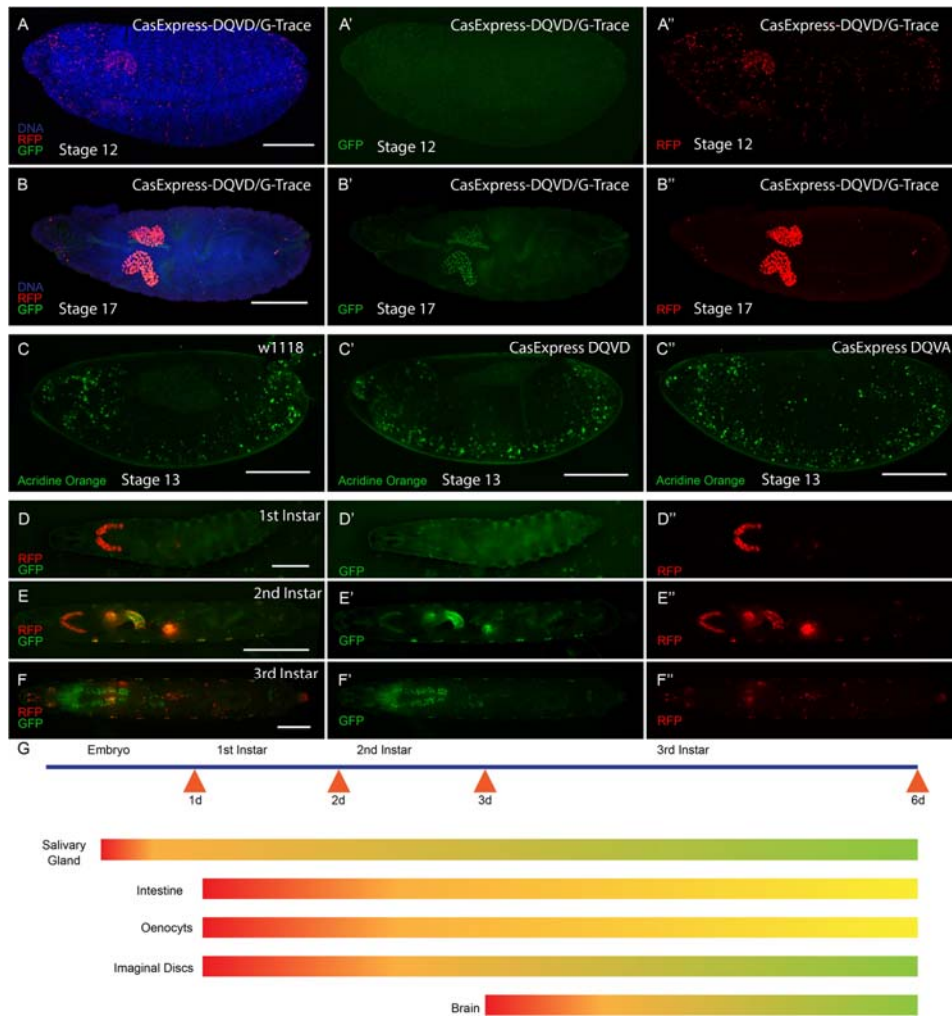 A CasExpress-DQVD/G-Trace
DNA
RFP
GFP
Stage 12
A' CasExpress-DQVD/G-Trace
GFP
Stage 12
A" CasExpress-DQVD/G-Trace
RFP
Stage 12
B CasExpress-DQVD/G-Trace
DNA
RFP
GFP
Stage 17
B' CasExpress-DQVD/G-Trace
GFP
Stage 17
B" CasExpress-DQVD/G-Trace
RFP
Stage 17
C w1118
Acridine Orange
Stage 13
C' CasExpress DQVD
Acridine Orange
Stage 13
C" CasExpress DQVA
Acridine Orange
Stage 13
D 1st Instar
RFP
GFP
D'
GFP
D"
RFP
E 2nd Instar
RFP
GFP
E'
GFP
E"
RFP
F 3rd Instar
RFP
GFP
F'
GFP
F"
RFP
G Embryo 1st Instar 2nd Instar 3rd Instar
1d 2d 3d 6d
Salivary
Gland
Intestine
Oenocyts
Imaginal Discs
Brain